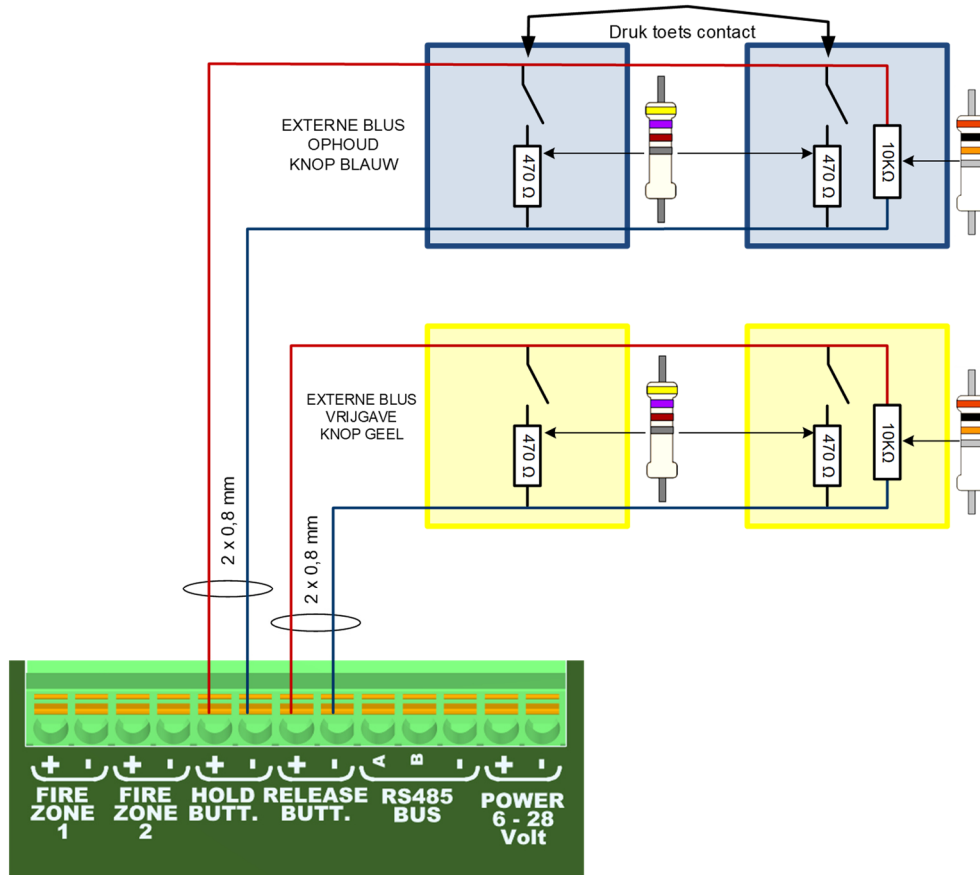 Druk toets contact
EXTERNE BLUS
OPHOUD
KNOP BLAUW
470 Ω
470 Ω
10KΩ
EXTERNE BLUS
VRIJGAVE
KNOP GEEL
470 Ω
470 Ω
10KΩ
2 x 0,8 mm
2 x 0,8 mm
+ - + - + - + - A B - + -
FIRE ZONE 1
FIRE ZONE 2
HOLD BUTT.
RELEASE BUTT.
RS485 BUS
POWER 6 - 28 Volt